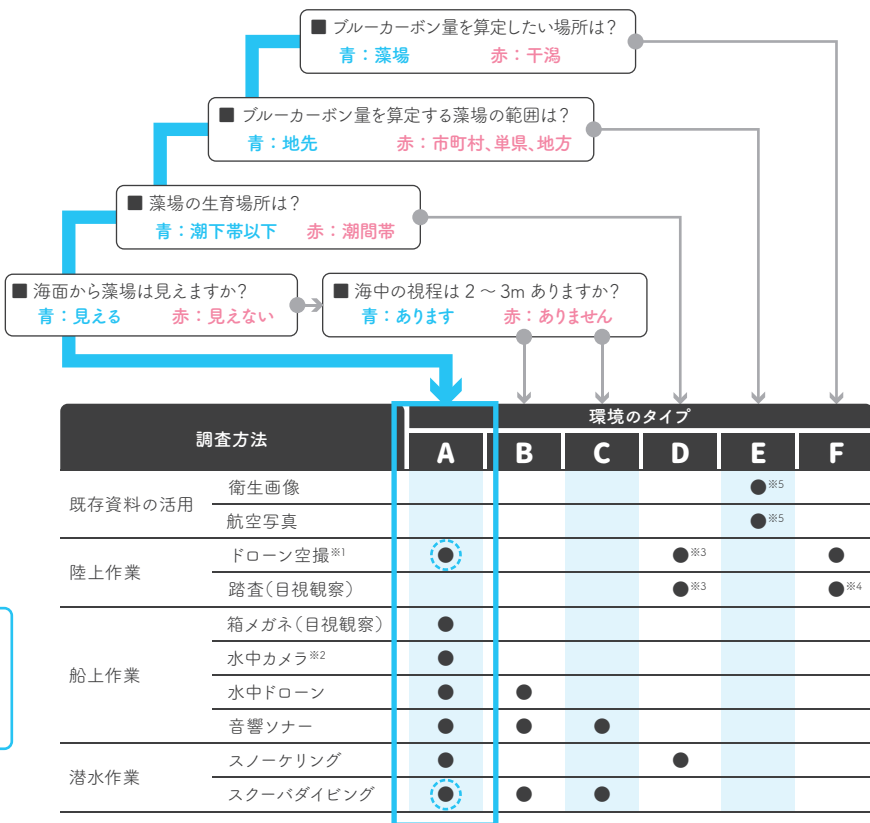 ■ ブルーカーボン量を算定したい場所は？
青：藻場 赤：干潟
■ ブルーカーボン量を算定する藻場の範囲は？
青：地先 赤：市町村、単県、地方
■ 藻場の生育場所は？
青：潮下帯以下 赤：潮間帯
■ 海面から藻場は見えますか？
青：見える 赤：見えない
■ 海中の視程は 2 ～ 3m ありますか？
青：あります 赤：ありません
調査方法
環境のタイプ
A B C D E F
既存資料の活用
衛生画像 ●※5
航空写真 ●※5
陸上作業
ドローン空撮※1 ● ●※3 ●
踏査（目視観察） ●※3 ●※4
船上作業
箱メガネ（目視観察） ●
水中カメラ※2 ●
水中ドローン ● ●
音響ソナー ● ● ●
潜水作業
スノーケリング ● ●
スクーバダイビング ● ● ●